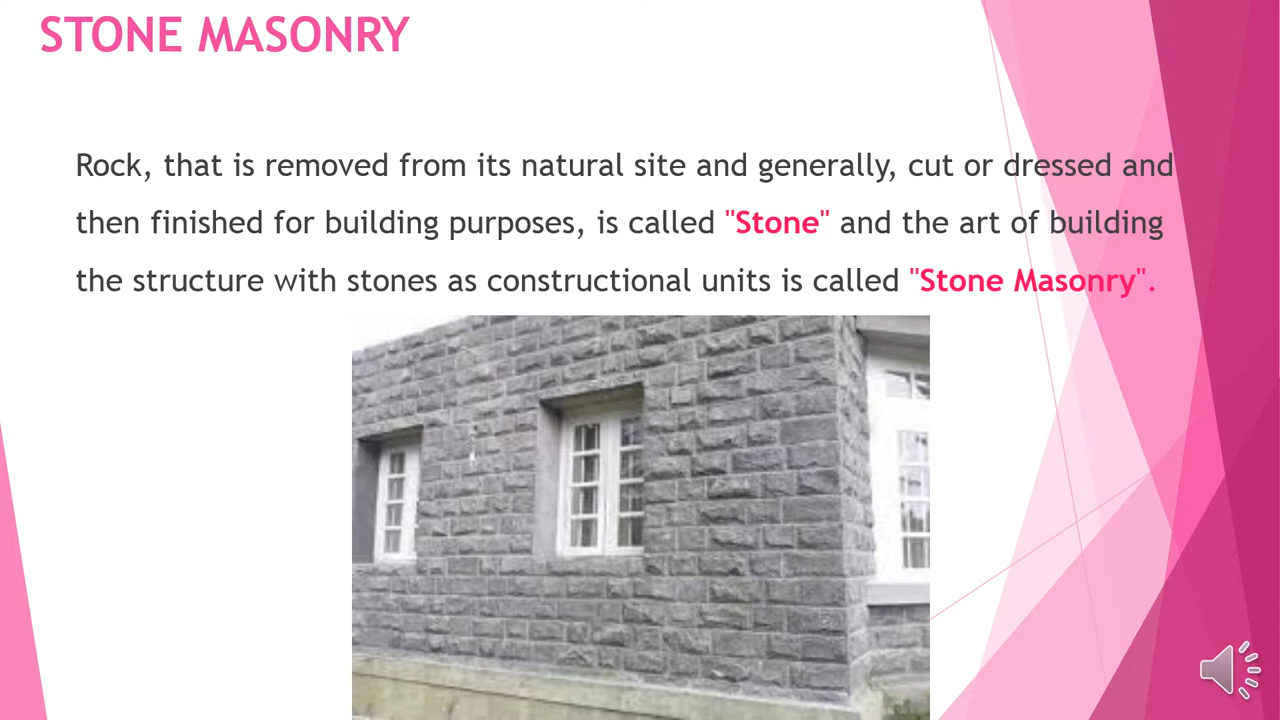 STONE MASONRY
Rock, that is removed from its natural site and generally, cut or dressed and
then finished for building purposes, is called "Stone" and the art of building
the structure with stones as constructional units is called "Stone Masonry".